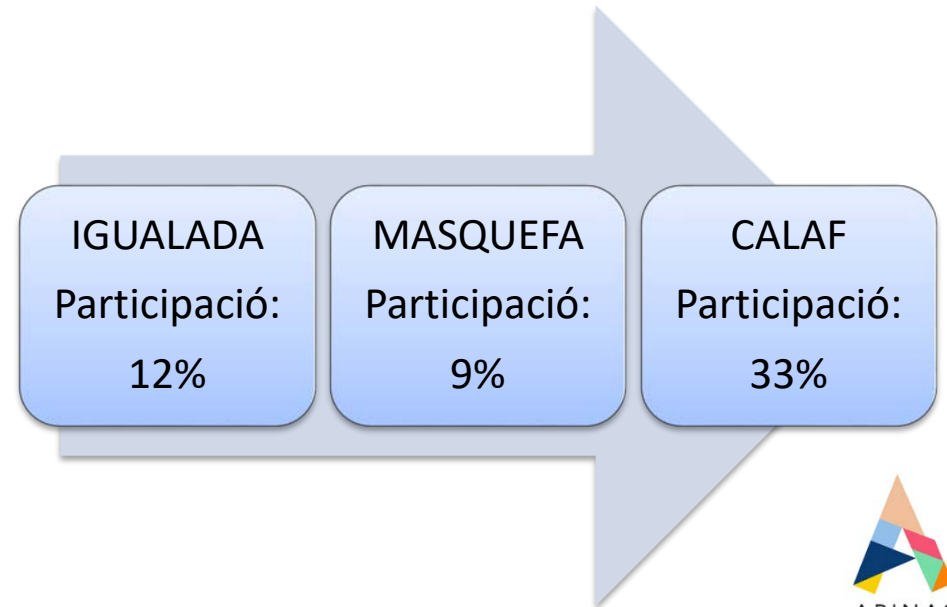 IGUALADA
Participació:
12%
MASQUEFA
Participació:
9%
CALAF
Participació:
33%